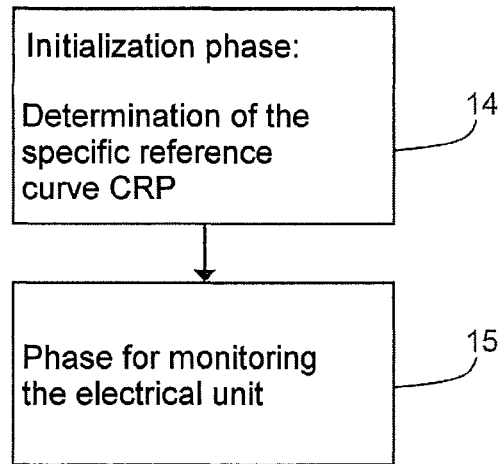 Initialization phase:
Determination of the
specific reference
curve CRP
14
Phase for monitoring
the electrical unit
15